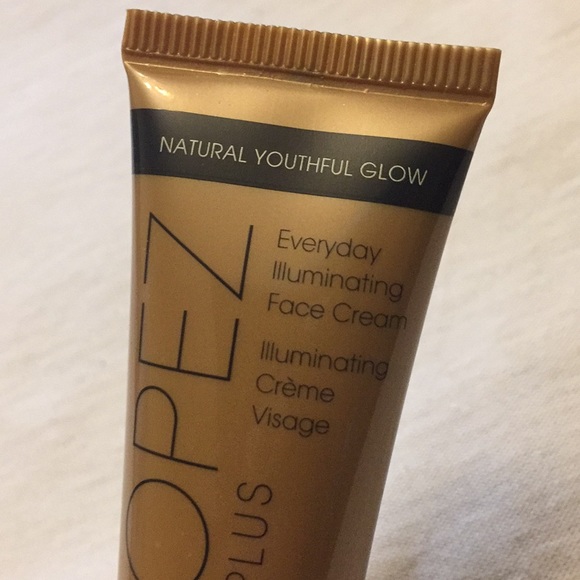 NATURAL YOUTHFUL GLOW
Everyday
Illuminating
Face Cream
Illuminating
Crème
Visage
OPEZ
PLUS